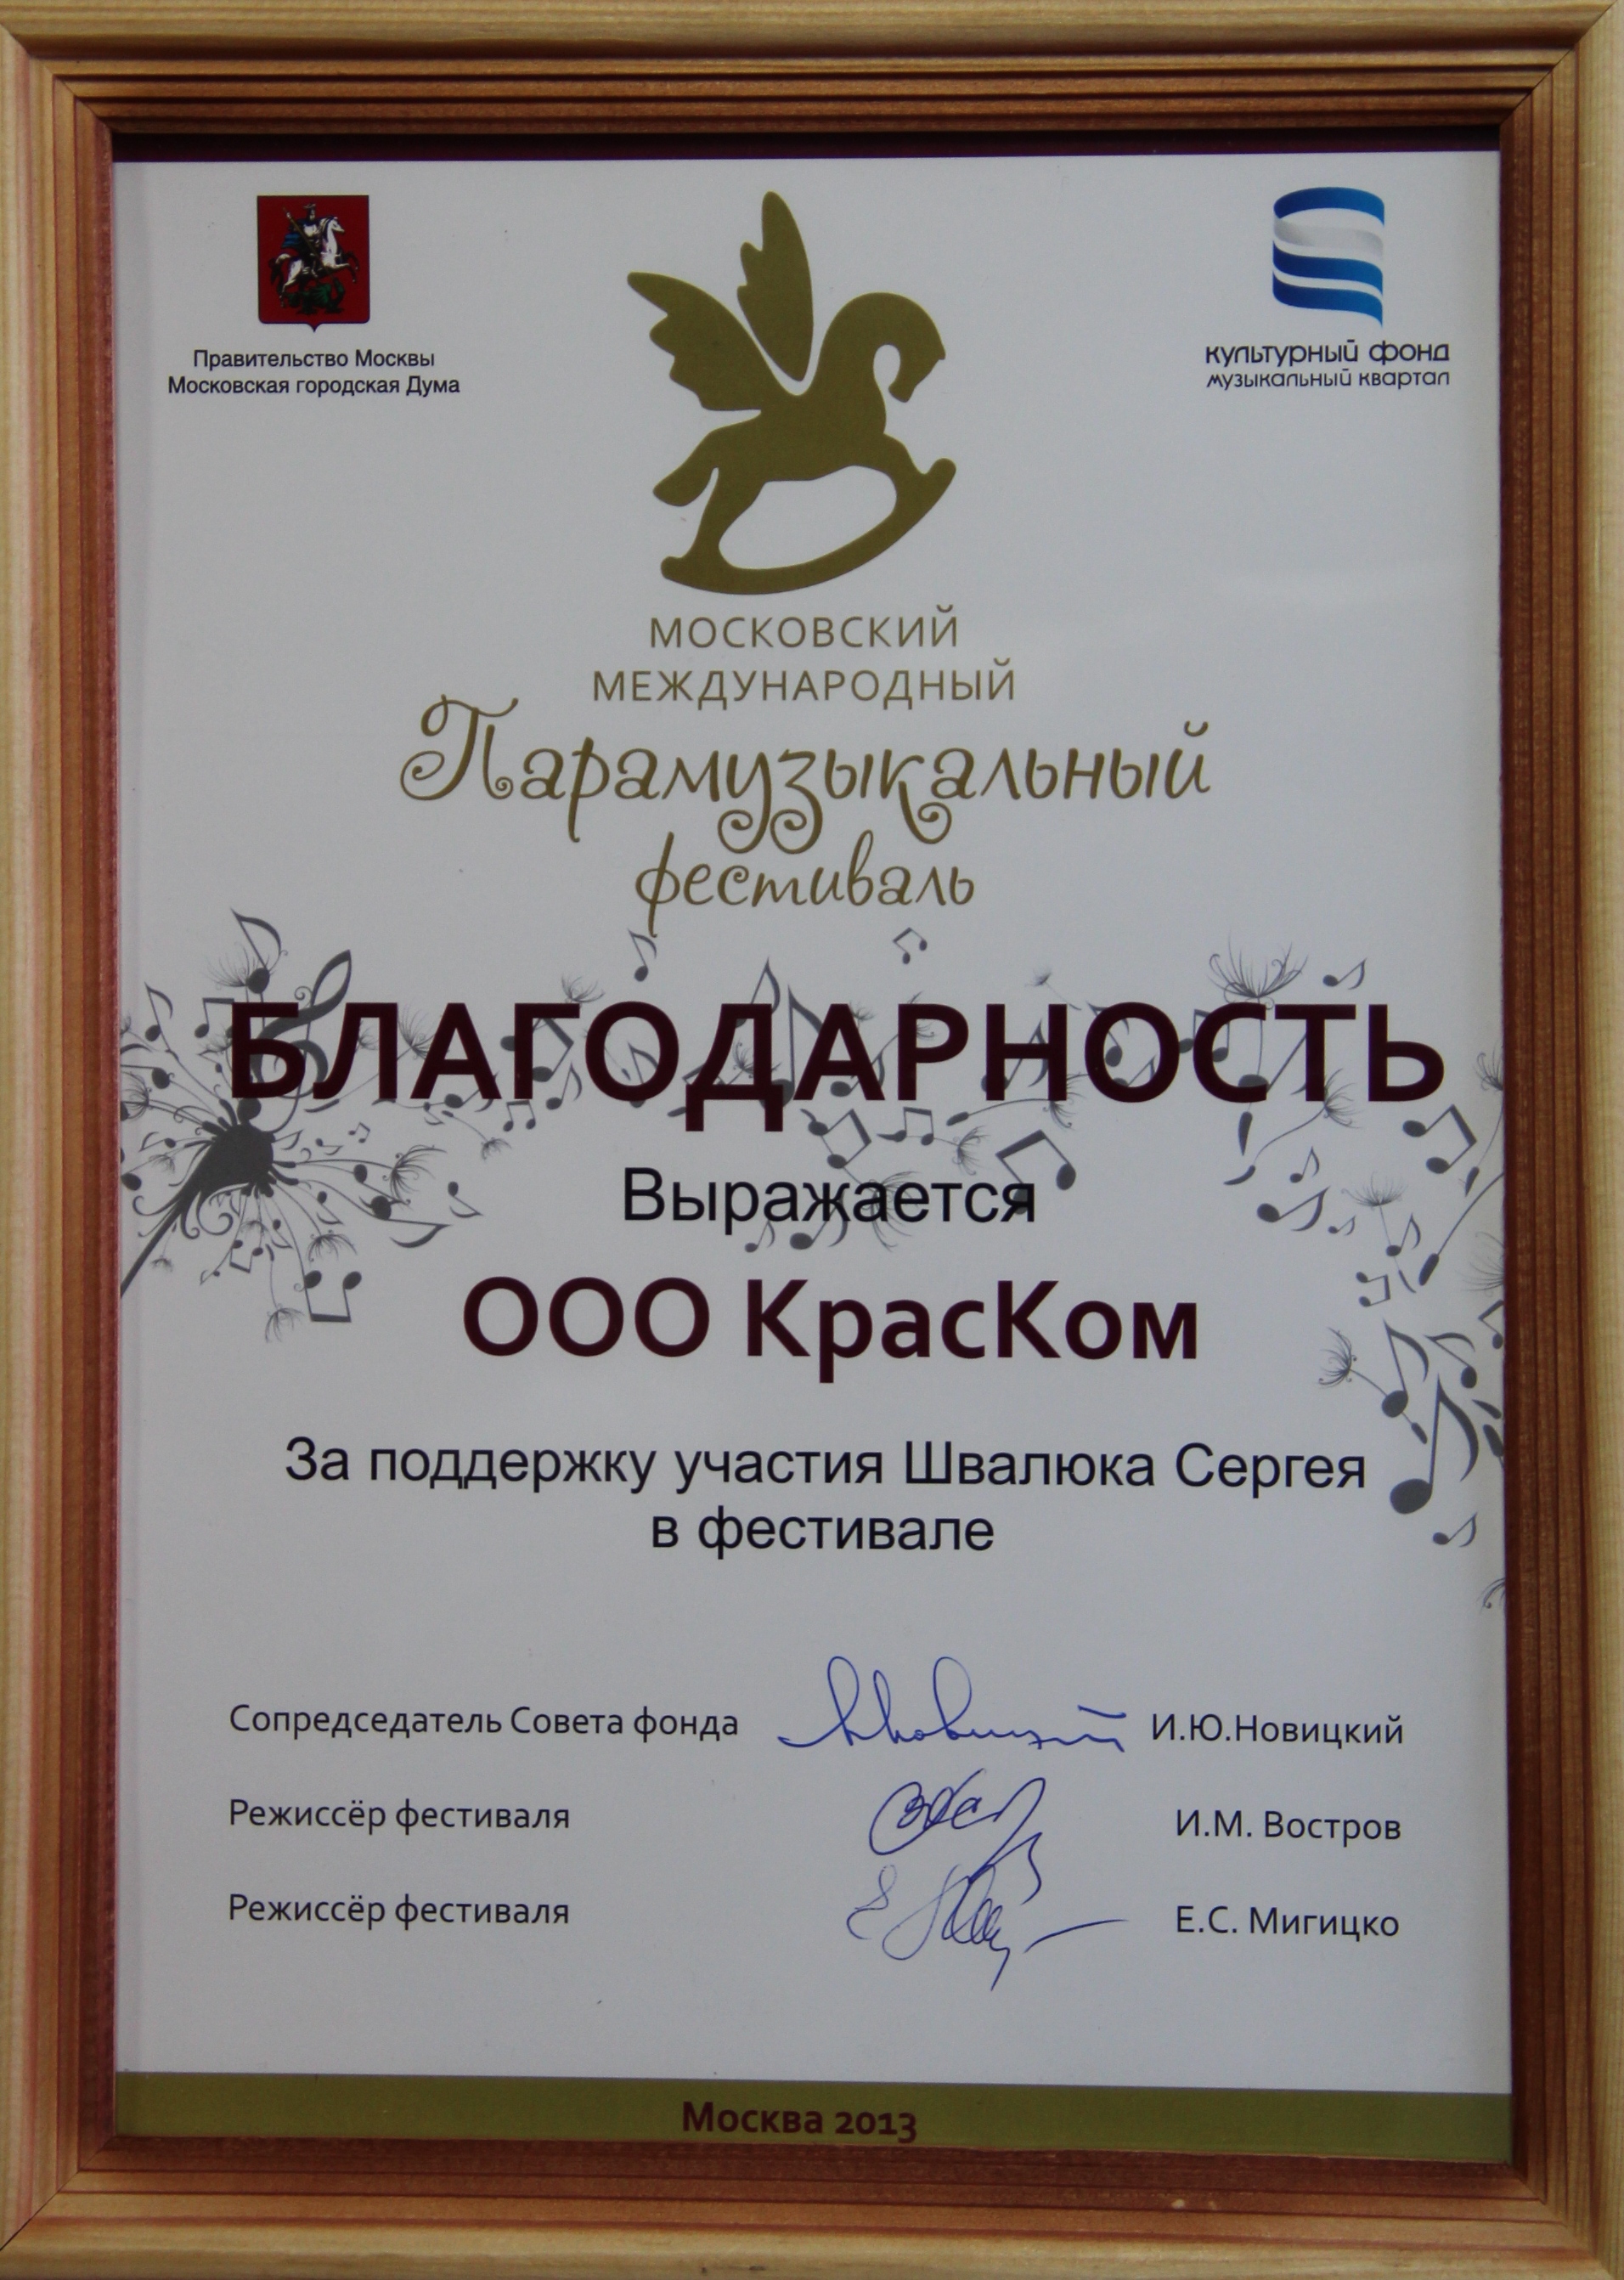 Правительство Москвы
Московская городская Дума
культурный фонд
музыкальный квартал
МОСКОВСКИЙ
МЕЖДУНАРОДНЫЙ
Парамузыкальный
фестиваль
БЛАГОДАРНОСТЬ
Выражается
ООО КрасКом
За поддержку участия Швалюка Сергея
в фестивале
Сопредседатель Совета фонда И.Ю.Новицкий
Режиссёр фестиваля И.М. Востров
Режиссёр фестиваля Е.С. Мигицко
Москва 2013